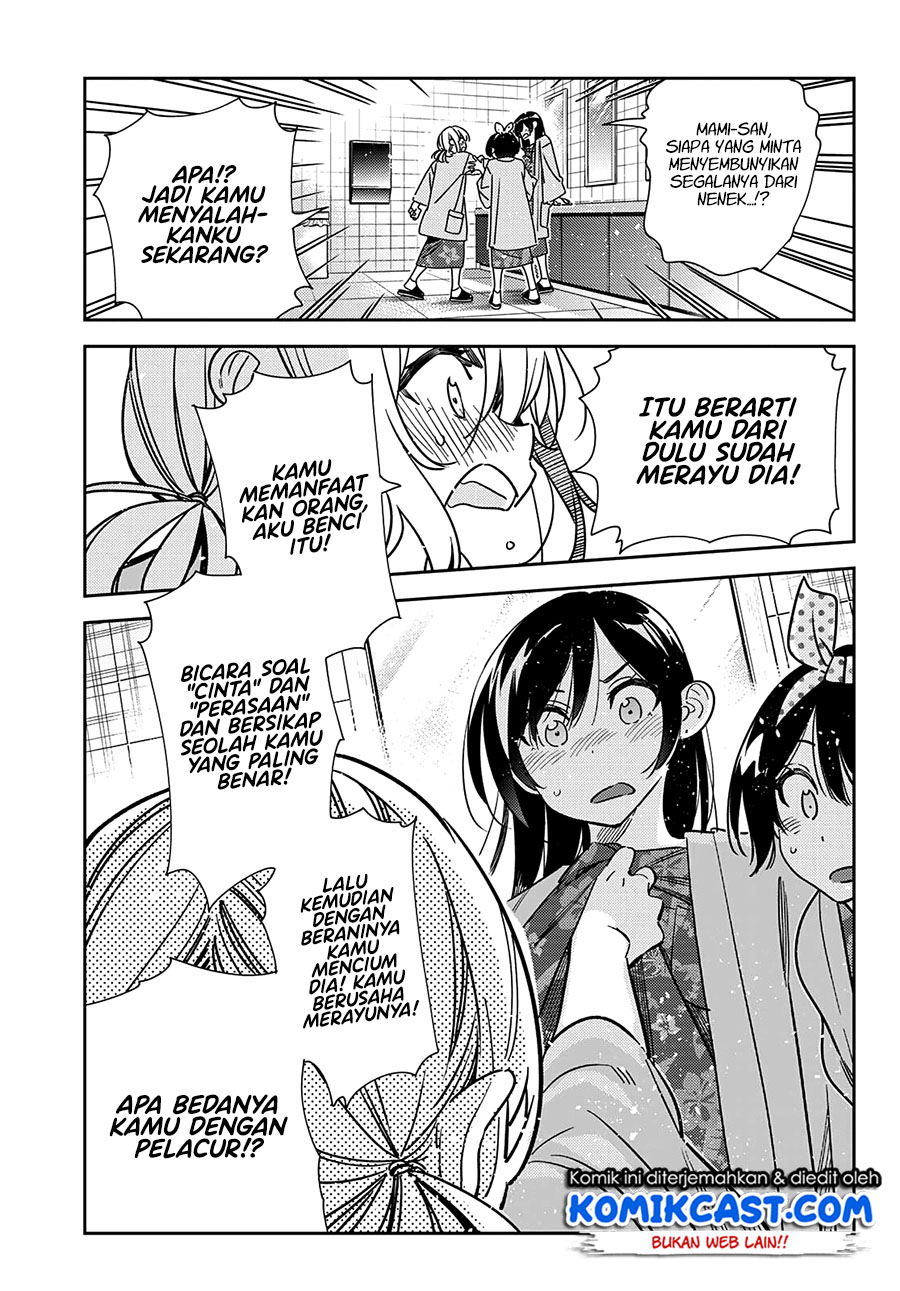 MAMI-SAN,
SIAPA YANG MINTA
MENYEMBUNYIKAN
SEGALANYA DARI
NENEK...!?
APA!?
JADI KAMU
MENYALAH-
KANKU
SEKARANG?
ITU BERARTI
KAMU DARI
DULU SUDAH
MERAYU DIA!
KAMU
MEMANFAAT
KAN ORANG,
AKU BENCI
ITU!
BICARA SOAL
"CINTA" DAN
"PERASAAN"
DAN BERSIKAP
SEOLAH KAMU
YANG PALING
BENAR!
LALU
KEMUDIAN
DENGAN
BERANINYA
KAMU
MENCIUM
DIA! KAMU
BERUSAHA
MERAYUNYA!
APA BEDANYA
KAMU DENGAN
PELACUR!?
Komik ini diterjemahkan & diedit oleh
KOMIKCAST.COM
BUKAN WEB LAIN!!